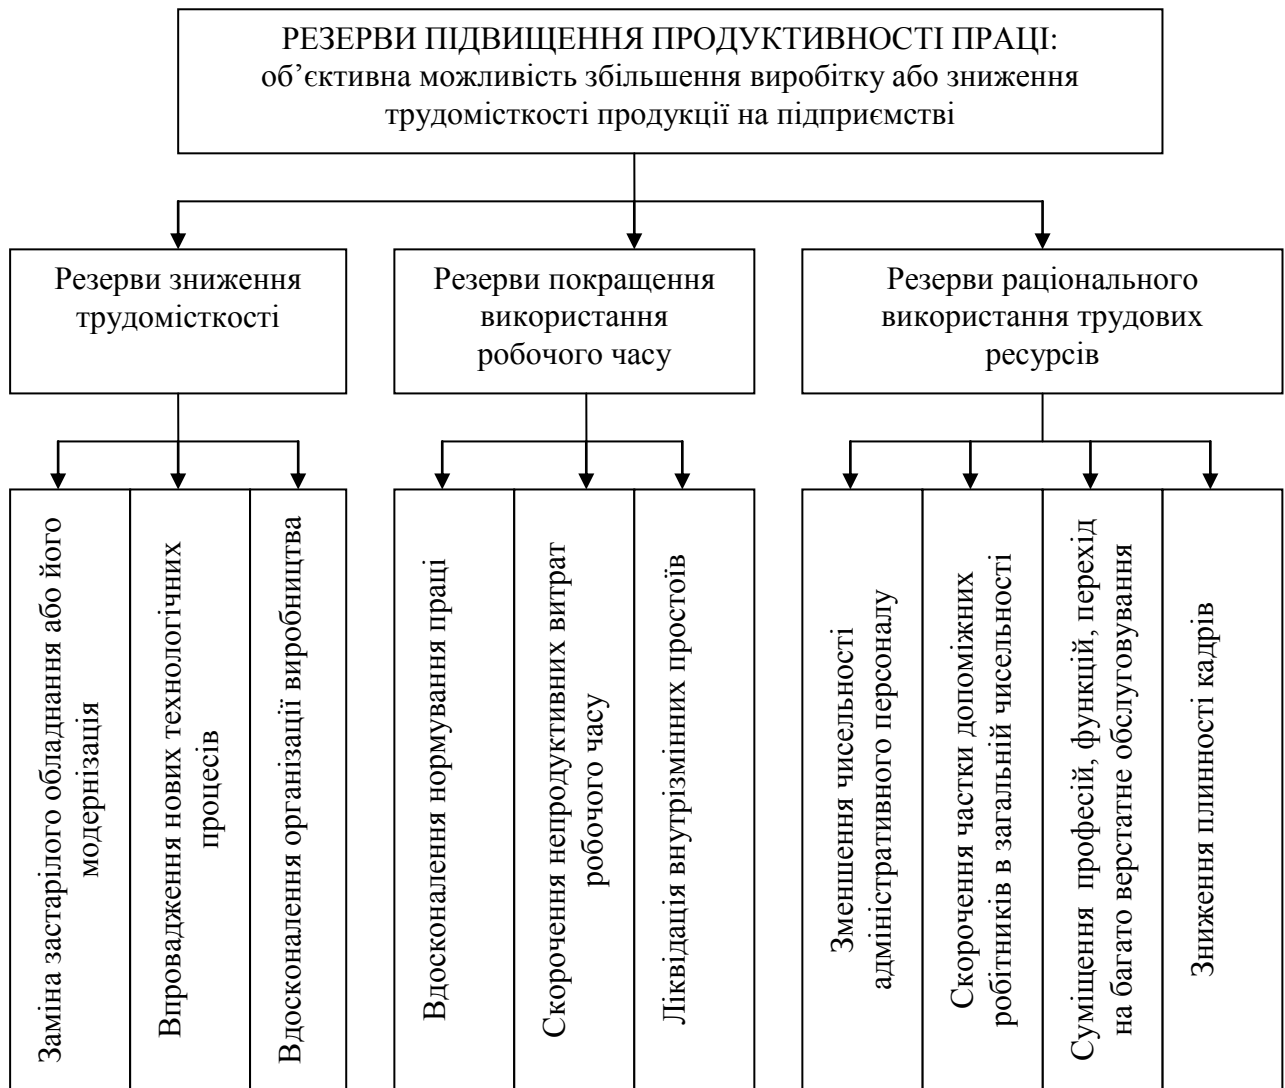 РЕЗЕРВИ ПІДВИЩЕННЯ ПРОДУКТИВНОСТІ ПРАЦІ:
об’єктивна можливість збільшення виробітку або зниження
трудомісткості продукції на підприємстві
Резерви зниження
трудомісткості
Резерви покращення
використання
робочого часу
Резерви раціонального
використання трудових
ресурсів
Заміна застарілого обладнання або його
модернізація
Впровадження нових технологічних
процесів
Вдосконалення організації виробництва
Вдосконалення нормування праці
Скорочення непродуктивних витрат
робочого часу
Ліквідація внутрізмінних простоїв
Зменшення чисельності
адміністративного персоналу
Скорочення частки допоміжних
робітників в загальній чисельності
Суміщення професій, функцій, перехід
на багато верстатне обслуговування
Зниження плинності кадрів